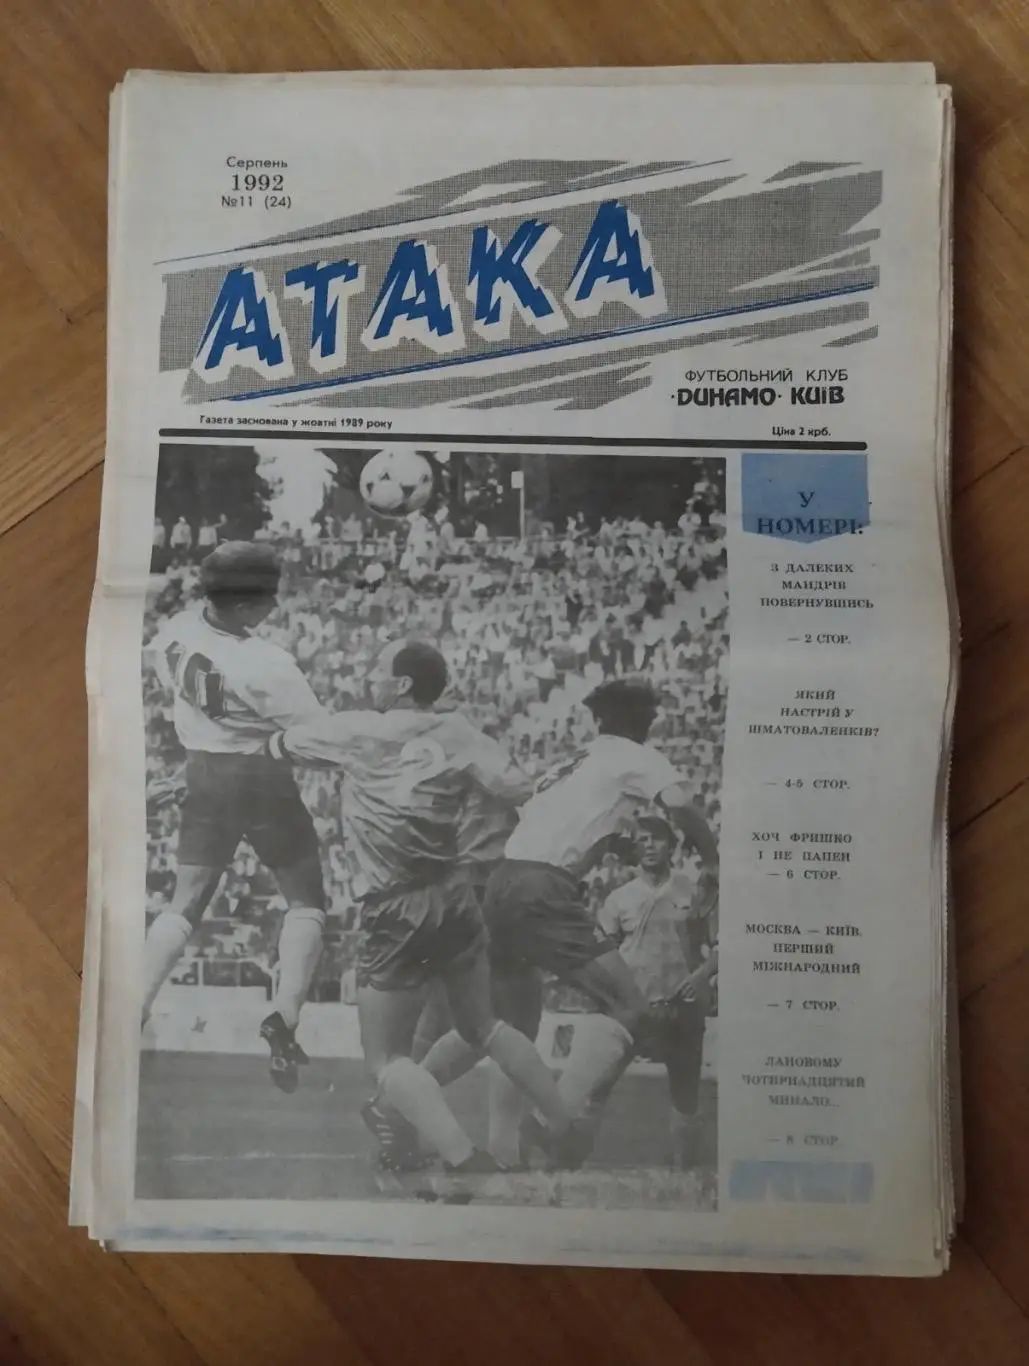 Серпень
1992
№11 (24)
АТАКА
ФУТБОЛЬНИЙ КЛУБ
·ДИНАМО· КИЇВ
Газета заснована у жовтні 1989 року
Ціна 2 крб.
У
НОМЕРІ:
З ДАЛЕКИХ
МАНДРІВ
ПОВЕРНУВШИСЬ
— 2 СТОР.
ЯКИЙ
НАСТРІЙ У
ШМАТОВАЛЕНКІВ?
— 4-5 СТОР.
ХОЧ ФРИШКО
І НЕ ПАПЕН
— 6 СТОР.
МОСКВА — КИЇВ.
ПЕРШИЙ
МІЖНАРОДНИЙ
— 7 СТОР.
ЛАНОВОМУ
ЧОТИРНАДЦЯТИЙ
МИНАЛО...
— 8 СТОР.